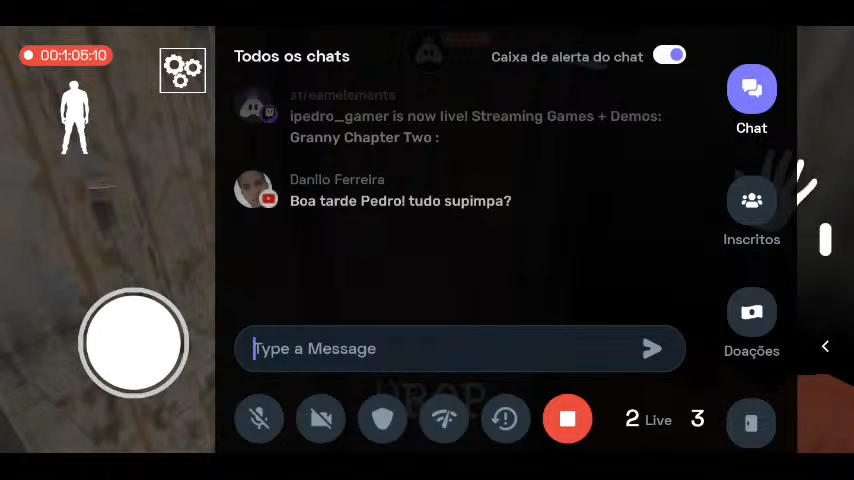 00:1:05:10
Todos os chats
Caixa de alerta do chat
streamelements
ipedro_gamer is now live! Streaming Games + Demos:
Granny Chapter Two :
Chat
Danilo Ferreira
Boa tarde Pedro! tudo supimpa?
Inscritos
Type a Message
Doações
DROP
2 Live 3